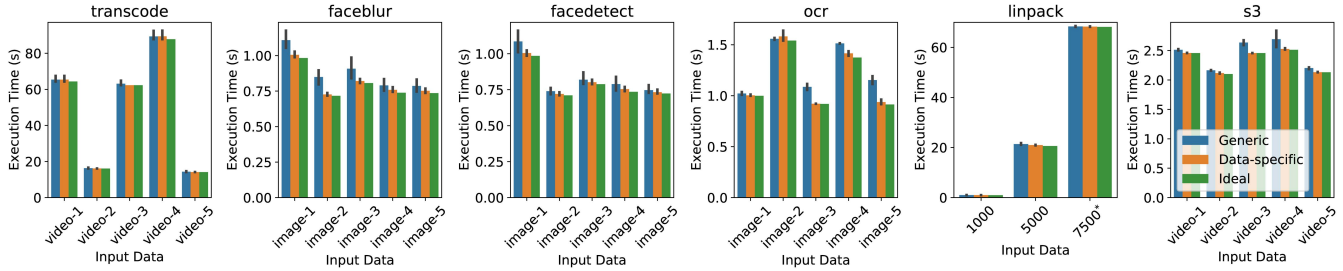 transcode
Execution Time (s)
80
60
40
20
0
video-1
video-2
video-3
video-4
video-5
Input Data
faceblur
Execution Time (s)
1.00
0.75
0.50
0.25
0.00
image-1
image-2
image-3
image-4
image-5
Input Data
facedetect
Execution Time (s)
1.00
0.75
0.50
0.25
0.00
image-1
image-2
image-3
image-4
image-5
Input Data
ocr
Execution Time (s)
1.5
1.0
0.5
0.0
image-1
image-2
image-3
image-4
image-5
Input Data
linpack
Execution Time (s)
60
40
20
0
1000
5000
7500*
Input Data
s3
Execution Time (s)
2.5
2.0
1.5
1.0
0.5
0.0
Generic
Data-specific
Ideal
video-1
video-2
video-3
video-4
video-5
Input Data